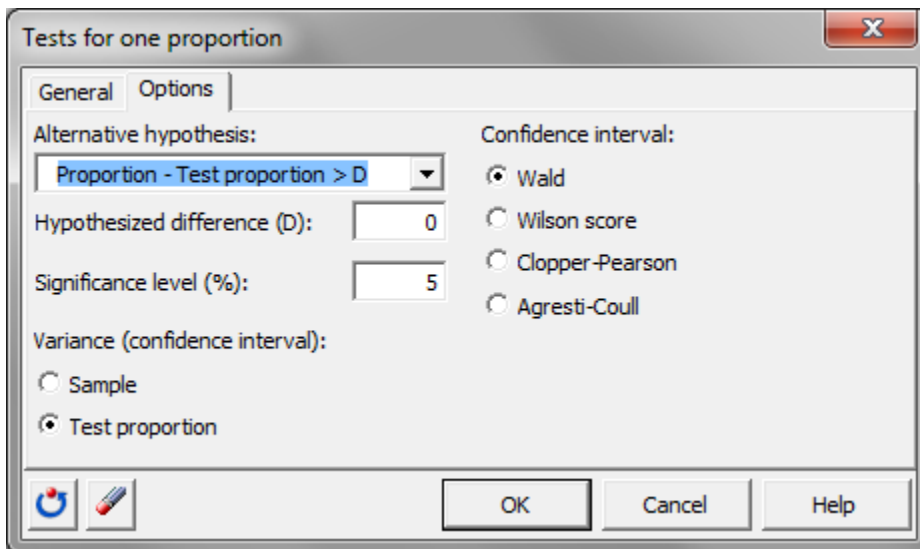 Tests for one proportion
General Options
Alternative hypothesis:
Proportion - Test proportion > D
Hypothesized difference (D): 0
Significance level (%): 5
Variance (confidence interval):
Sample
Test proportion
Confidence interval:
Wald
Wilson score
Clopper-Pearson
Agresti-Coull
OK Cancel Help